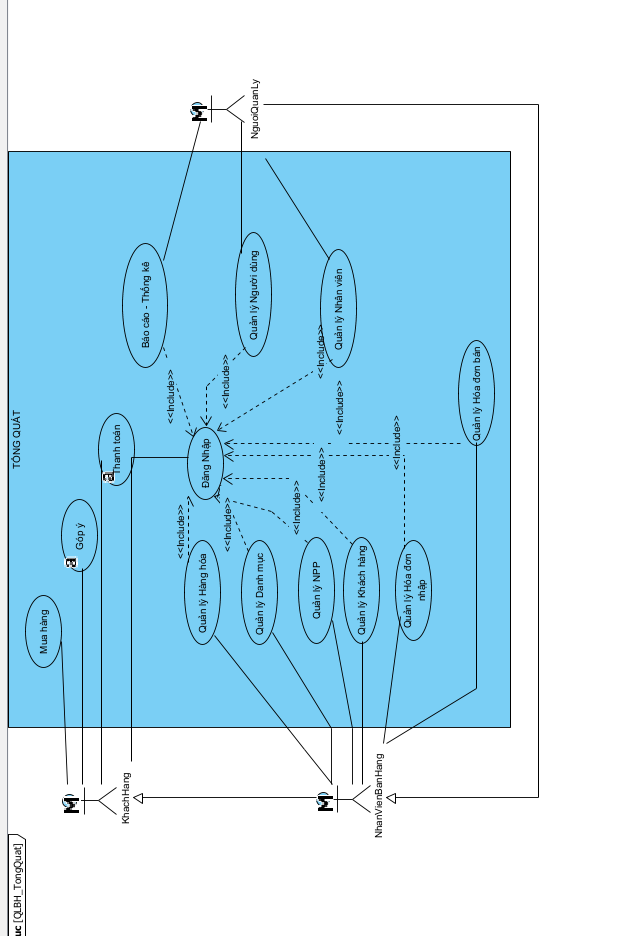 uc [QLBH_TongQuat]
TỔNG QUÁT
KhachHang
NhanVienBanHang
NguoiQuanLy
Mua hàng
Góp ý
a
Thanh toán
a
Đăng Nhập
Báo cáo - Thống kê
Quản lý Người dùng
Quản lý Nhân viên
Quản lý Hàng hóa
Quản lý Danh mục
Quản lý NPP
Quản lý Khách hàng
Quản lý Hóa đơn
nhập
Quản lý Hóa đơn bán
<<Include>>
<<Include>>
<<Include>>
<<Include>>
<<Include>>
<<Include>>
<<Include>>
<<Include>>
<<Include>>
M
M
M